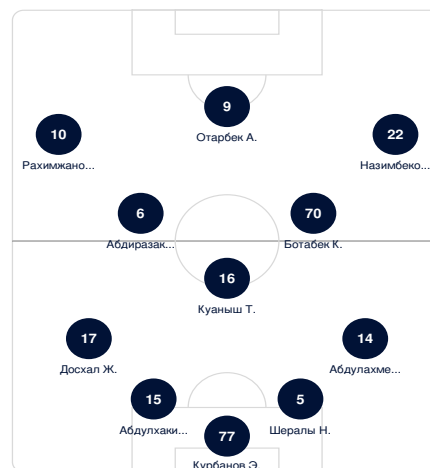 9
Отарбек А.
10
Рахимжано...
22
Назимбеко...
6
Абдиразак...
70
Ботабек К.
16
Куаныш Т.
17
Досхал Ж.
14
Абдулахме...
15
Абдулхаки...
5
Шералы Н.
77
Курбанов Э.